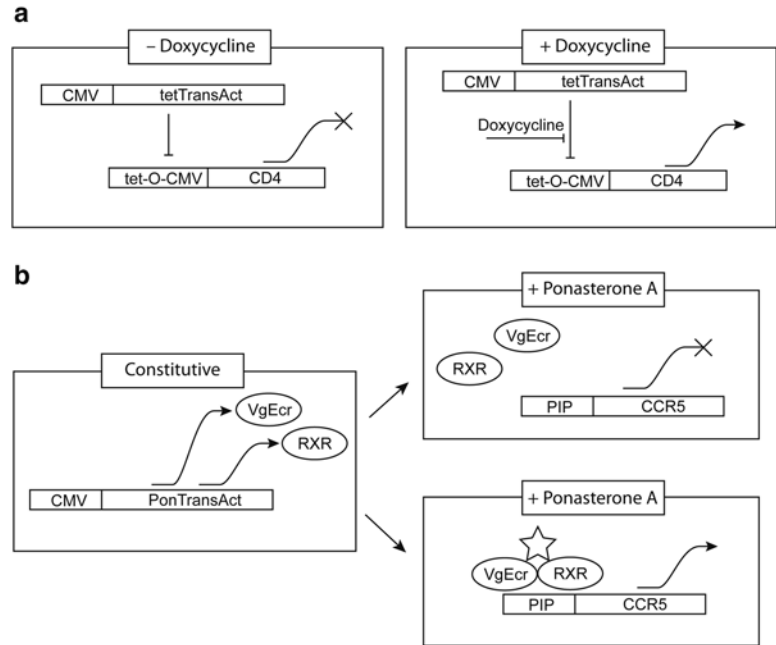 a
– Doxycycline
CMV tetTransAct
tet-O-CMV CD4
+ Doxycycline
CMV tetTransAct
Doxycycline
tet-O-CMV CD4
b
Constitutive
VgEcr
RXR
CMV PonTransAct
+ Ponasterone A
VgEcr
RXR
PIP CCR5
+ Ponasterone A
VgEcr RXR
PIP CCR5